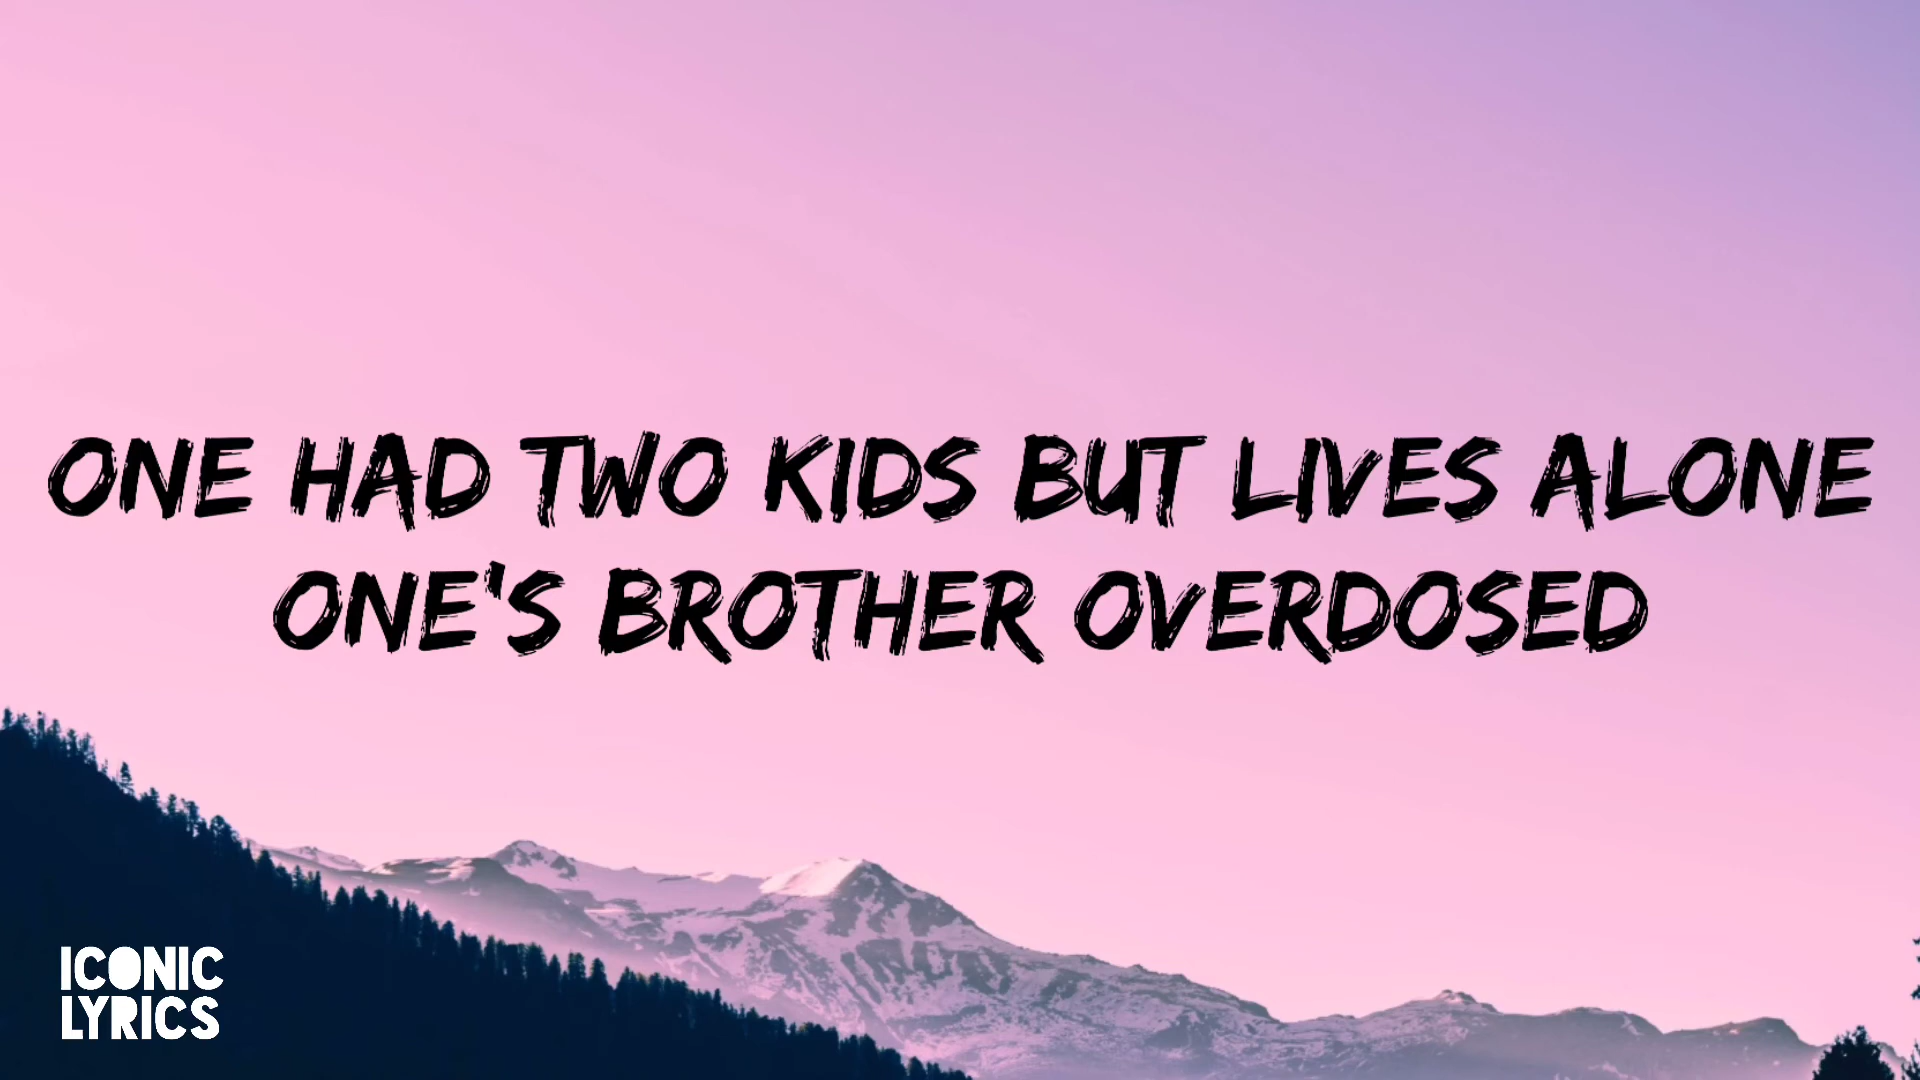 ONE HAD TWO KIDS BUT LIVES ALONE
ONE'S BROTHER OVERDOSED
ICONIC
LYRICS